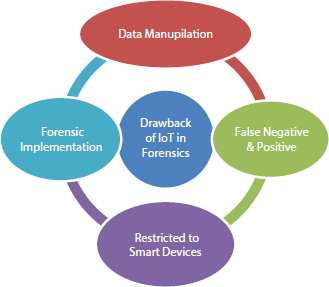 Data Manupilation
Forensic
Implementation
Drawback
of IoT in
Forensics
False Negative
& Positive
Restricted to
Smart Devices